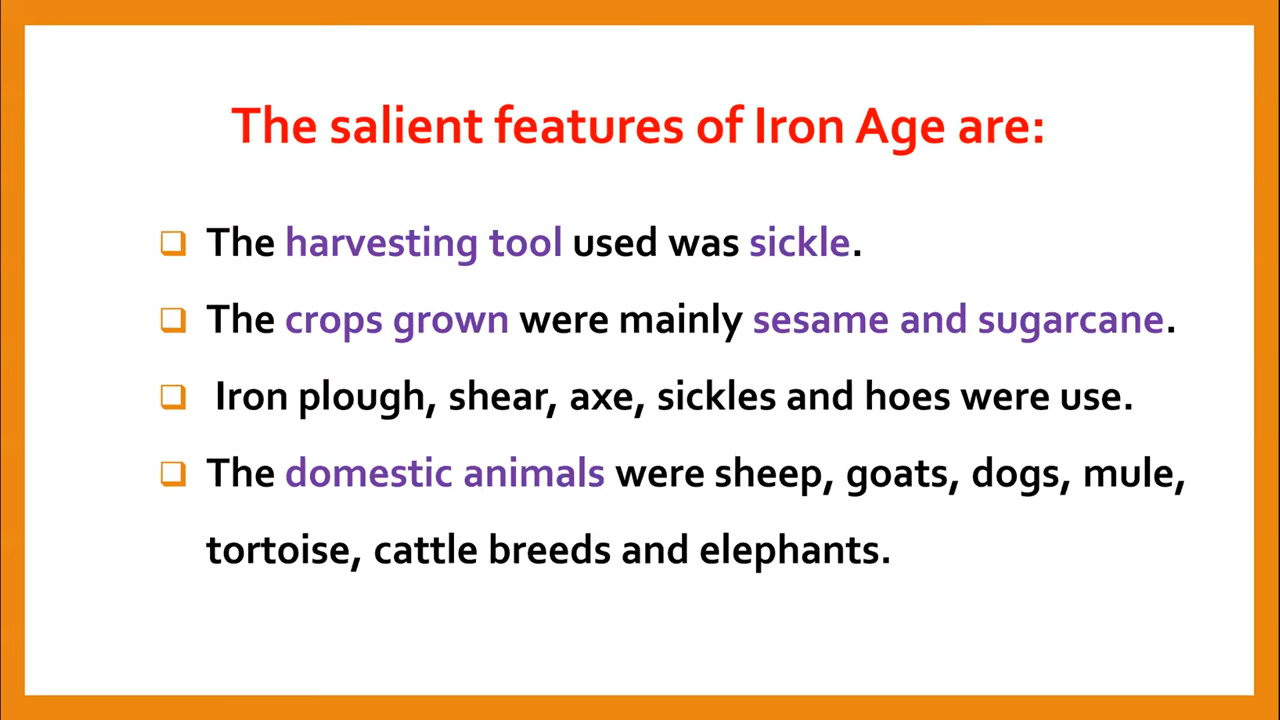 The salient features of Iron Age are:
The harvesting tool used was sickle.
The crops grown were mainly sesame and sugarcane.
Iron plough, shear, axe, sickles and hoes were use.
The domestic animals were sheep, goats, dogs, mule,
tortoise, cattle breeds and elephants.